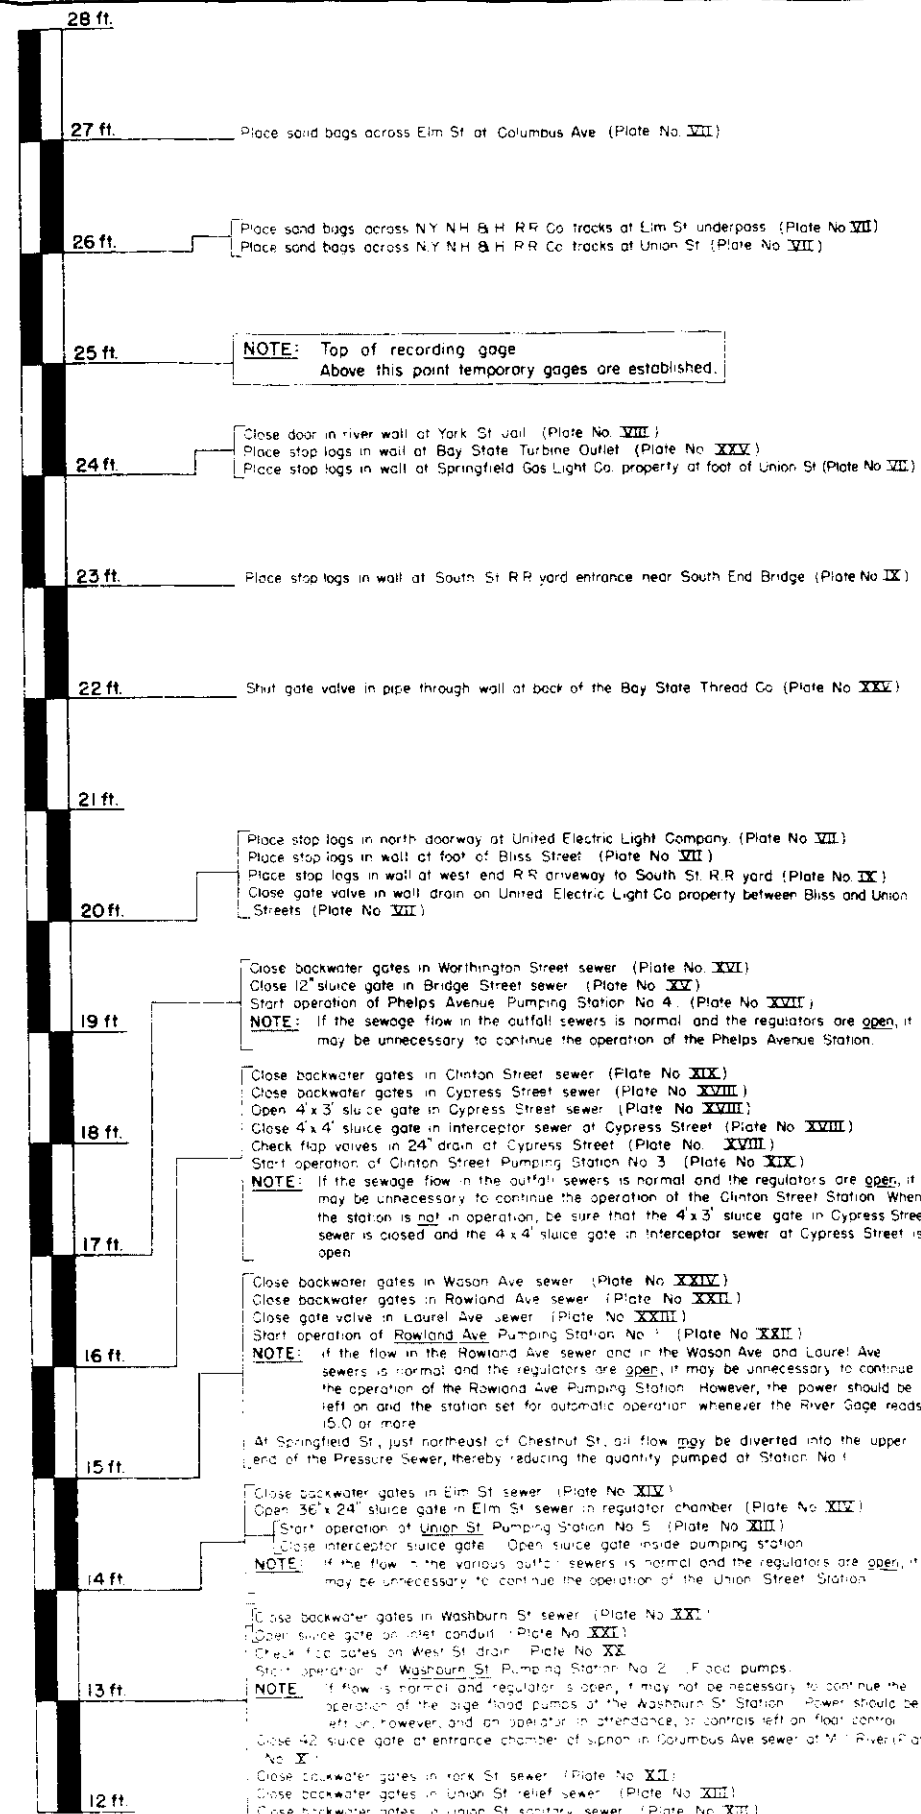 28 ft.
27 ft. Place sand bags across Elm St at Columbus Ave (Plate No. VII)
Place sand bags across N.Y. NH & H RR Co tracks at Elm St underpass (Plate No VII)
26 ft. Place sand bags across N.Y. NH & H RR Co tracks at Union St (Plate No VII)
25 ft. NOTE: Top of recording gage
Above this point temporary gages are established.
Close door in river wall at York St Jail (Plate No. VIII)
Place stop logs in wall at Bay State Turbine Outlet (Plate No XXV)
24 ft. Place stop logs in wall at Springfield Gas Light Co. property at foot of Union St (Plate No VII)
23 ft. Place stop logs in wall at South St RR yard entrance near South End Bridge (Plate No IX)
22 ft. Shut gate valve in pipe through wall at back of the Bay State Thread Co (Plate No XXV)
21 ft.
Place stop logs in north doorway at United Electric Light Company. (Plate No VII)
Place stop logs in wall at foot of Bliss Street (Plate No VII)
Place stop logs in wall at west end RR driveway to South St. R.R yard (Plate No. IX)
Close gate valve in wall drain on United Electric Light Co property between Bliss and Union
20 ft. Streets (Plate No VII)
Close backwater gates in Worthington Street sewer (Plate No. XVI)
Close 12" sluice gate in Bridge Street sewer (Plate No XV)
Start operation of Phelps Avenue Pumping Station No 4. (Plate No XVII)
19 ft NOTE: If the sewage flow in the outfall sewers is normal and the regulators are open, it
may be unnecessary to continue the operation of the Phelps Avenue Station.
Close backwater gates in Clinton Street sewer (Plate No XIX)
Close backwater gates in Cypress Street sewer (Plate No XVIII)
Open 4'x 3' sluice gate in Cypress Street sewer (Plate No XVIII)
18 ft. Close 4'x 4' sluice gate in interceptor sewer at Cypress Street (Plate No XVIII)
Check flap valves in 24" drain at Cypress Street (Plate No. XVIII)
Start operation of Clinton Street Pumping Station No 3 (Plate No XIX)
NOTE: If the sewage flow in the outfall sewers is normal and the regulators are open, it
may be unnecessary to continue the operation of the Clinton Street Station When
the station is not in operation, be sure that the 4'x 3' sluice gate in Cypress Stree
17 ft. sewer is closed and the 4 x 4' sluice gate in interceptor sewer at Cypress Street is
open
Close backwater gates in Wason Ave sewer (Plate No XXIV)
Close backwater gates in Rowland Ave sewer (Plate No XXII)
Close gate valve in Laurel Ave sewer (Plate No XXIII)
Start operation of Rowland Ave Pumping Station No 1 (Plate No XXII)
16 ft. NOTE: If the flow in the Rowland Ave sewer and in the Wason Ave and Laurel Ave
sewers is normal and the regulators are open, it may be unnecessary to continue
the operation of the Rowland Ave Pumping Station However, the power should be
left on and the station set for automatic operation whenever the River Gage reads
15.0 or more
At Springfield St, just northeast of Chestnut St, all flow may be diverted into the upper
15 ft. end of the Pressure Sewer, thereby reducing the quantity pumped at Station No 1
Close backwater gates in Elm St sewer (Plate No XIV)
Open 36"x 24" sluice gate in Elm St sewer in regulator chamber (Plate No XIV)
Start operation of Union St Pumping Station No 5 (Plate No XIII)
Close interceptor sluice gate Open sluice gate inside pumping station
NOTE: If the flow in the various outfall sewers is normal and the regulators are open, it
14 ft. may be unnecessary to continue the operation of the Union Street Station
Close backwater gates in Washburn St sewer (Plate No XXI)
Open sluice gate on inlet conduit (Plate No XXI)
Check flap gates on West St drain Plate No XX
Start operation of Washburn St Pumping Station No 2 Flood pumps.
13 ft. NOTE If flow is normal and regulator is open, it may not be necessary to continue the
operation of the large flood pumps at the Washburn St Station Power should be
left on, however, and an operator in attendance, or controls left on float control
Close 42" sluice gate at entrance chamber of siphon in Columbus Ave sewer at Mill River (Plat
No X)
Close backwater gates in York St sewer (Plate No XII)
12 ft. Close backwater gates in Union St relief sewer (Plate No XIII)
Close backwater gates in Union St sanitary sewer (Plate No XIII)